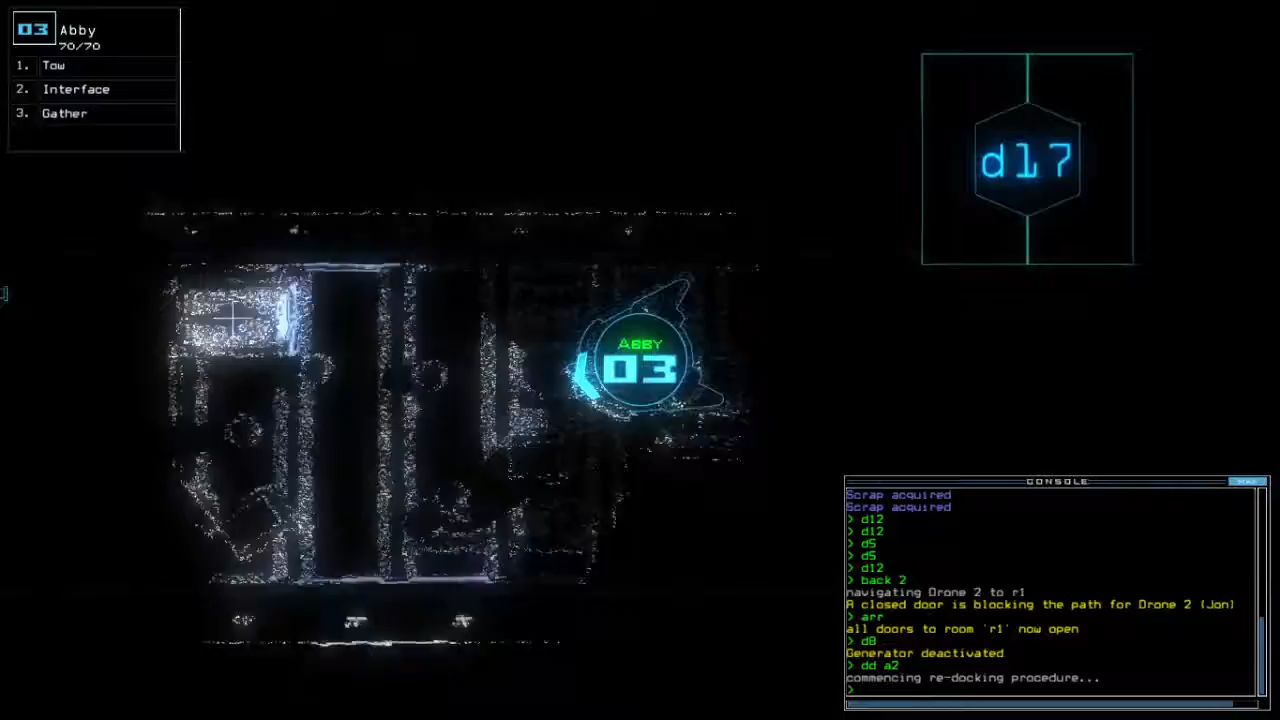 03 Abby
70/70
1. Tow
2. Interface
3. Gather
d17
ABBY
03
CONSOLE
Scrap acquired
Scrap acquired
> d12
> d12
> d5
> d5
> d12
> back 2
navigating Drone 2 to r1
A closed door is blocking the path for Drone 2 (Jon)
> arr
all doors to room 'r1' now open
> d8
Generator deactivated
> dd a2
commencing re-docking procedure...
>